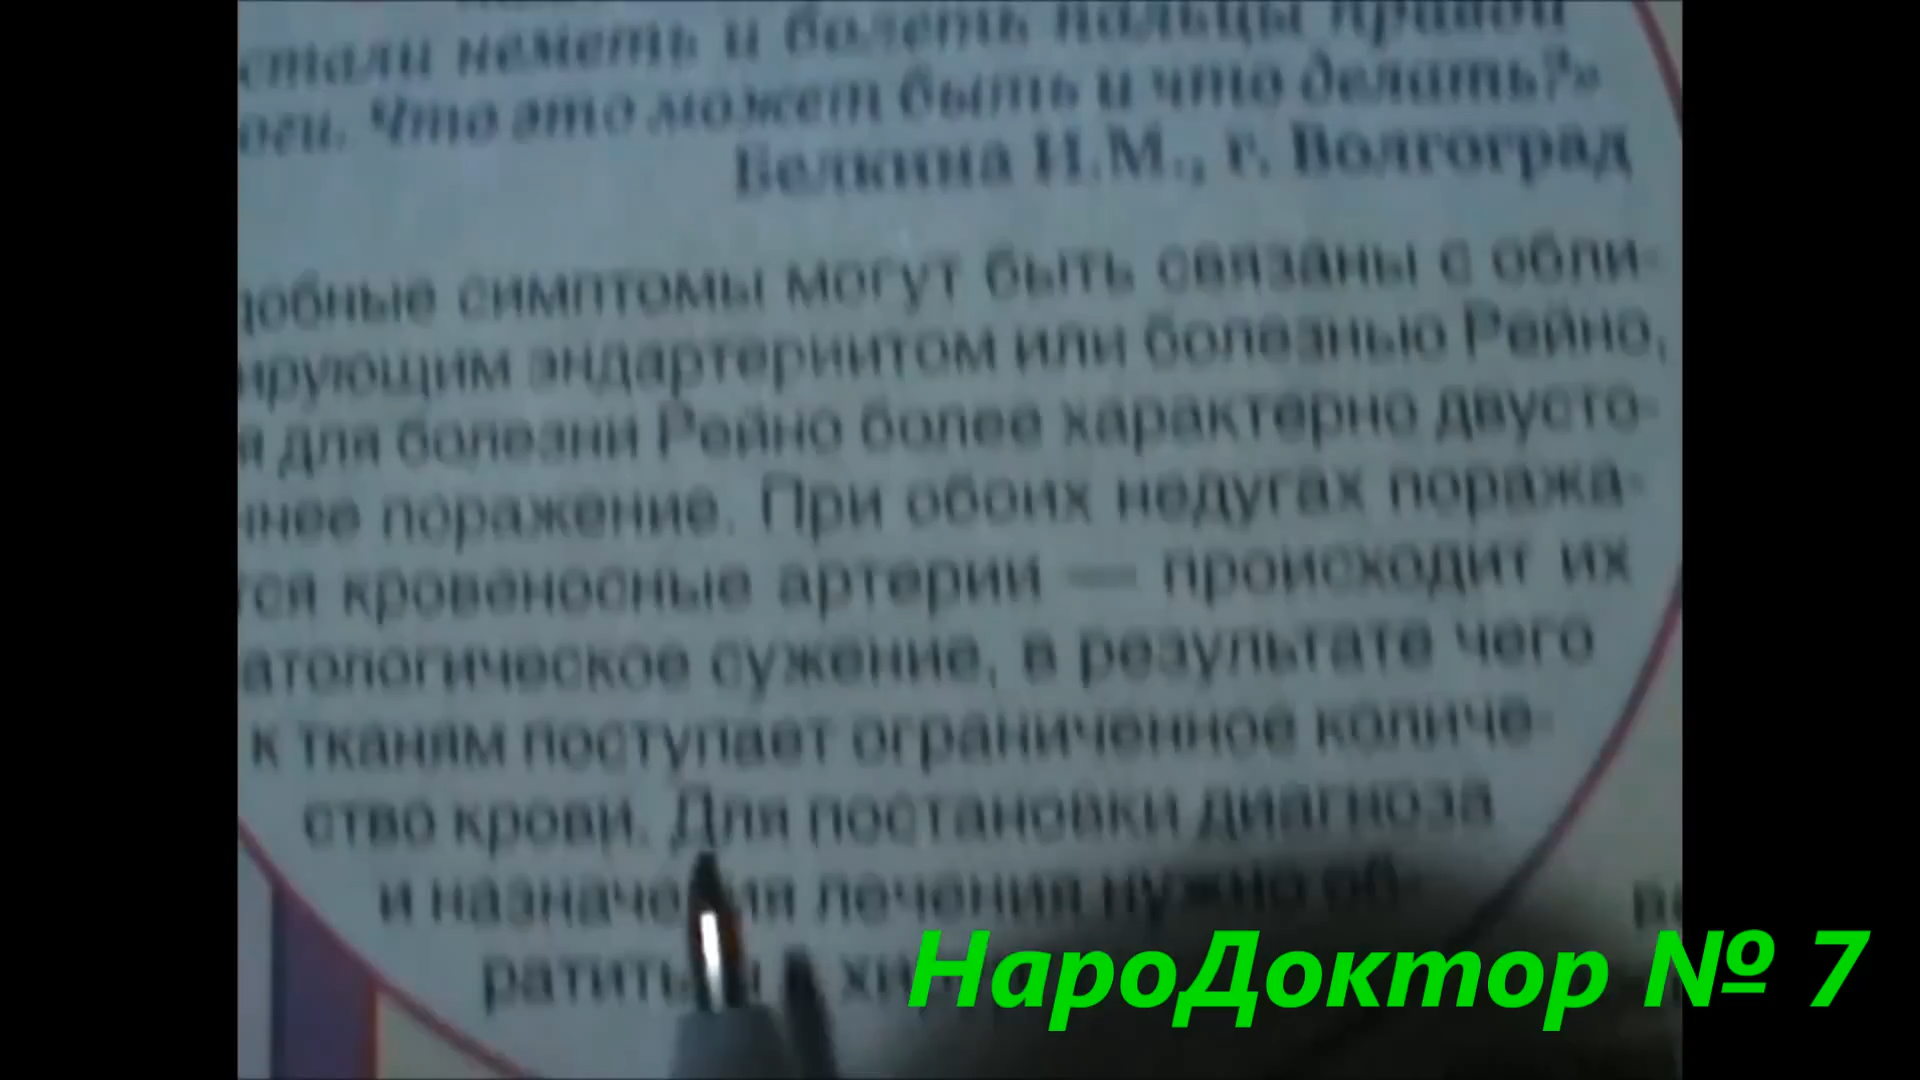 стали неметь и болеть пальцы правой
оги. Что это может быть и что делать?»
Белкина И.М., г. Волгоград
добные симптомы могут быть связаны с обли-
ирующим эндартериитом или болезнью Рейно,
я для болезни Рейно более характерно двусто-
ннее поражение. При обоих недугах поража-
тся кровеносные артерии — происходит их
атологическое сужение, в результате чего
к тканям поступает ограниченное количе-
ство крови. Для постановки диагноза
и назначения лечения нужно об-
ратить
НароДоктор № 7